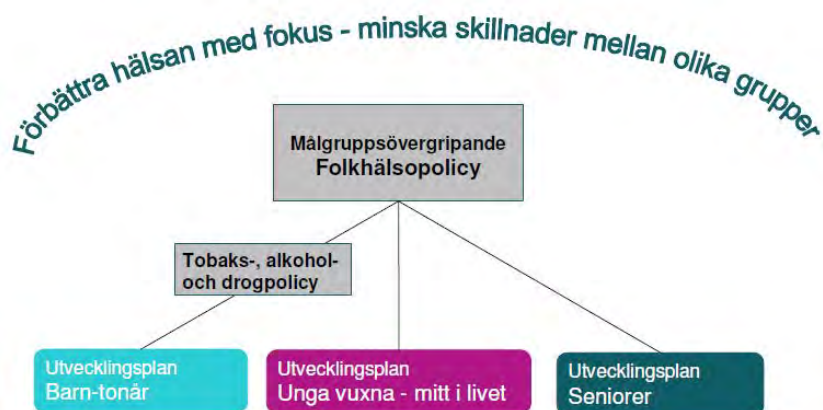 Förbättra hälsan med fokus - minska skillnader mellan olika grupper
Målgruppsövergripande
Folkhälsopolicy
Tobaks-, alkohol-
och drogpolicy
Utvecklingsplan
Barn-tonår
Utvecklingsplan
Unga vuxna - mitt i livet
Utvecklingsplan
Seniorer